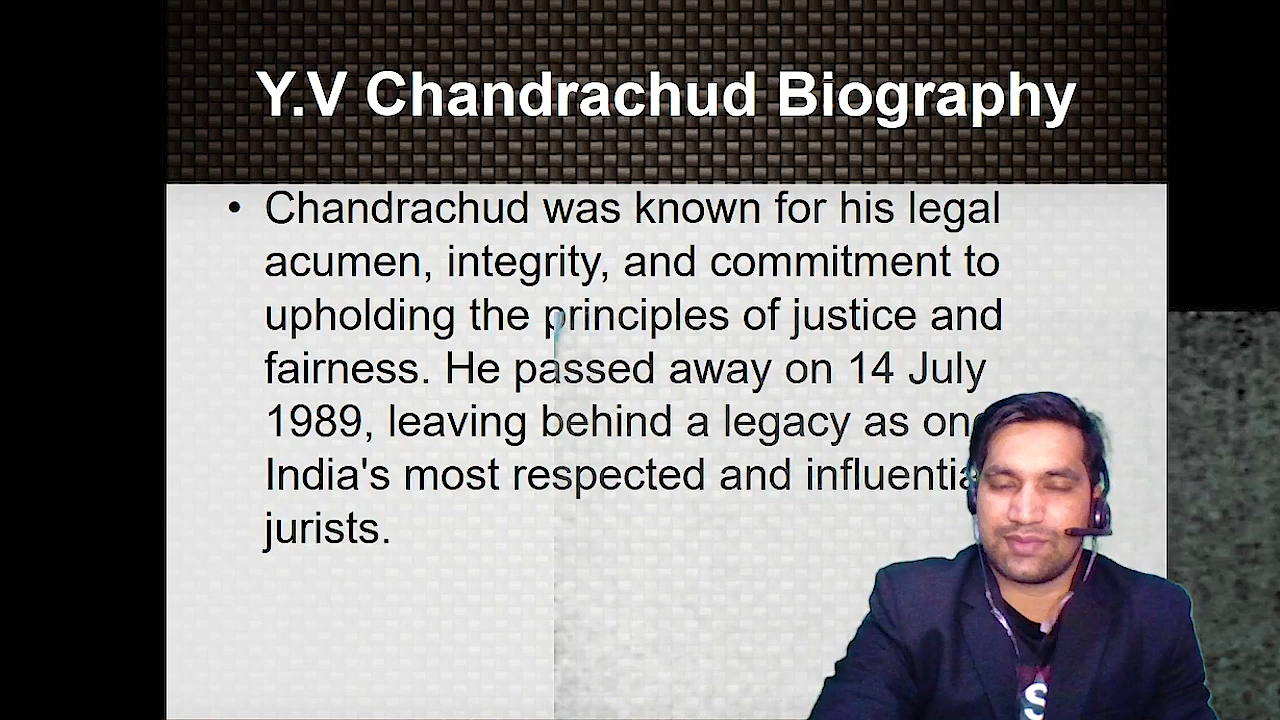 Y.V Chandrachud Biography
• Chandrachud was known for his legal
acumen, integrity, and commitment to
upholding the principles of justice and
fairness. He passed away on 14 July
1989, leaving behind a legacy as
India's most respected and
jurists.
S